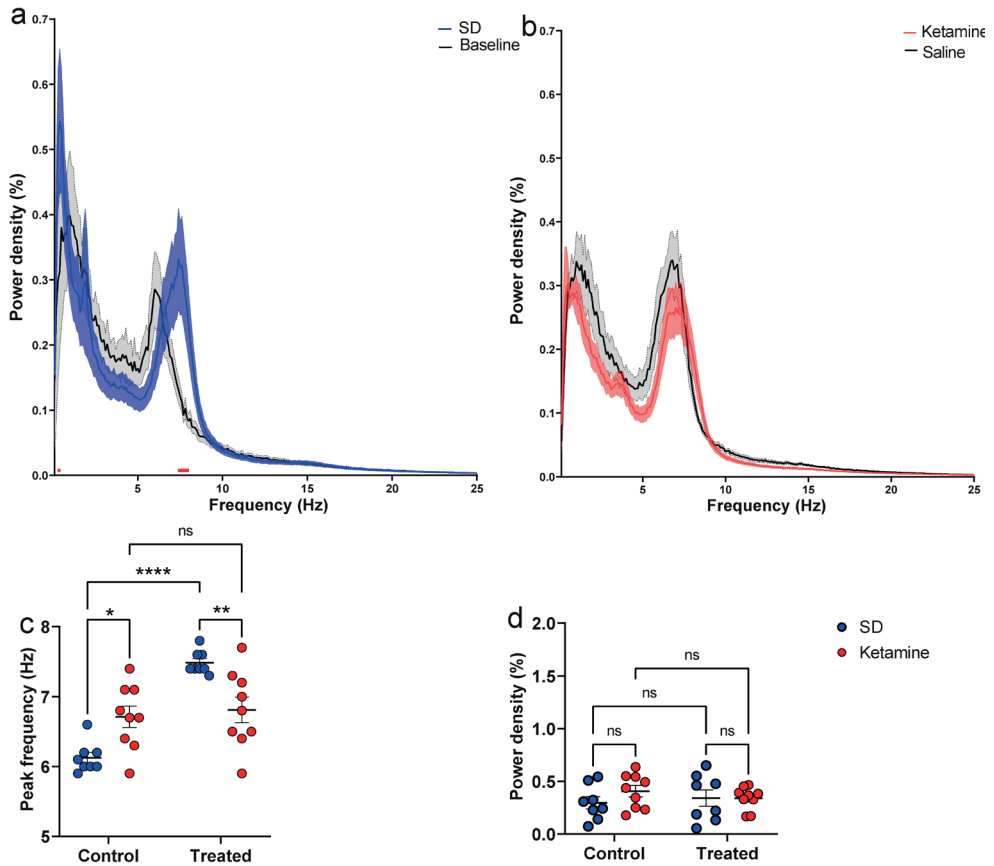 a
SD
Baseline
0.7
0.6
0.5
0.4
0.3
0.2
0.1
0.0
5
10
15
20
25
Power density (%)
Frequency (Hz)
b
Ketamine
Saline
0.7
0.6
0.5
0.4
0.3
0.2
0.1
0.0
5
10
15
20
25
Power density (%)
Frequency (Hz)
c
ns
****
*
**
8
7
6
5
Peak frequency (Hz)
Control
Treated
d
SD
Ketamine
ns
ns
ns
ns
2.0
1.5
1.0
0.5
0.0
Power density (%)
Control
Treated